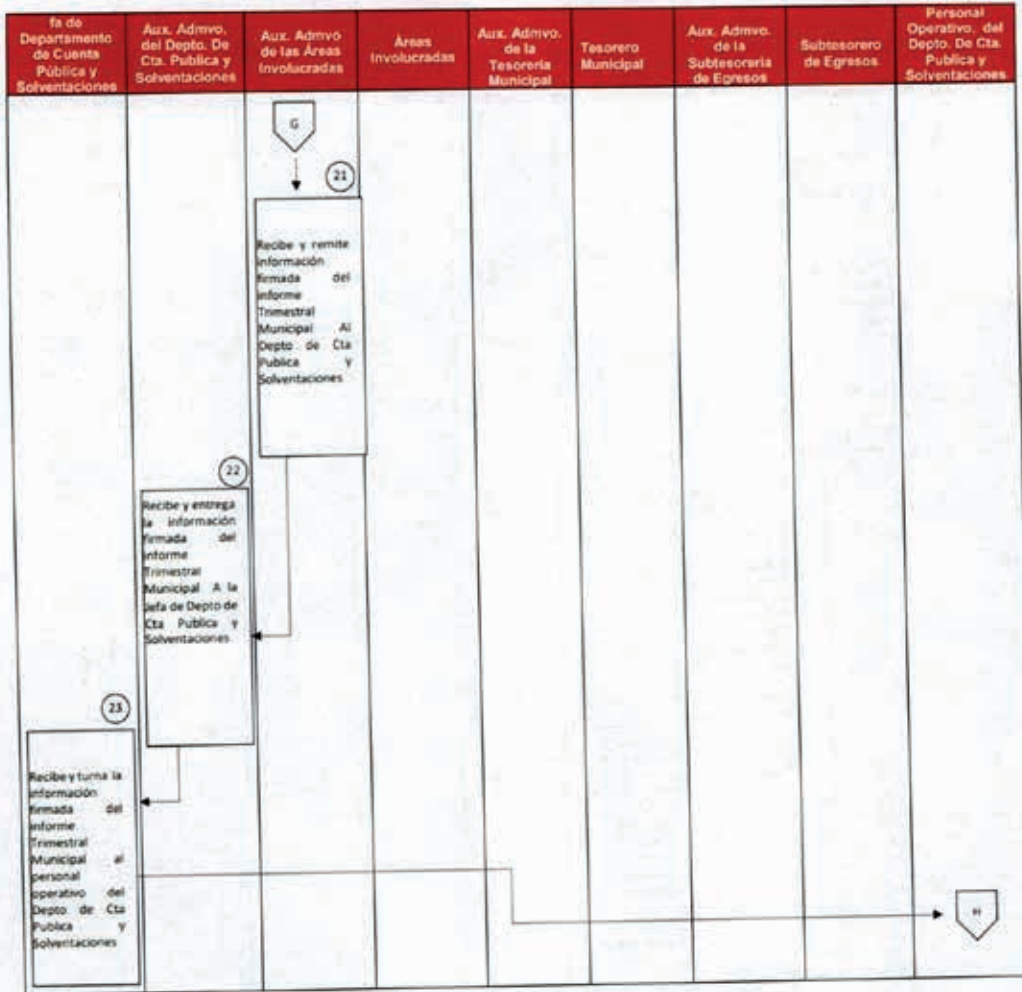 fa de
Departamento
de Cuenta
Pública y
Solventaciones
Aux. Admvo.
del Depto. De
Cta. Publica y
Solventaciones
Aux. Admvo
de las Áreas
Involucradas
Áreas
Involucradas
Aux. Admvo.
de la
Tesorería
Municipal
Tesorero
Municipal
Aux. Admvo.
de la
Subtesorería
de Egresos
Subtesorero
de Egresos
Personal
Operativo. del
Depto. De Cta.
Publica y
Solventaciones
G
21
Recibe y remite
información
firmada del
informe
Trimestral
Municipal Al
Depto de Cta
Publica y
Solventaciones
22
Recibe y entrega
la información
firmada del
informe
Trimestral
Municipal A la
Jefa de Depto de
Cta Publica y
Solventaciones
23
Recibe y turna la
información
firmada del
informe
Trimestral
Municipal al
personal
operativo del
Depto de Cta
Publica y
Solventaciones
H